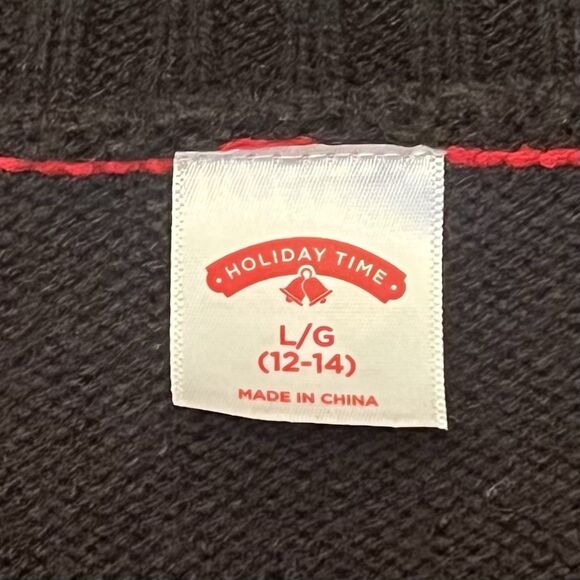 · HOLIDAY TIME ·
L/G
(12-14)
MADE IN CHINA